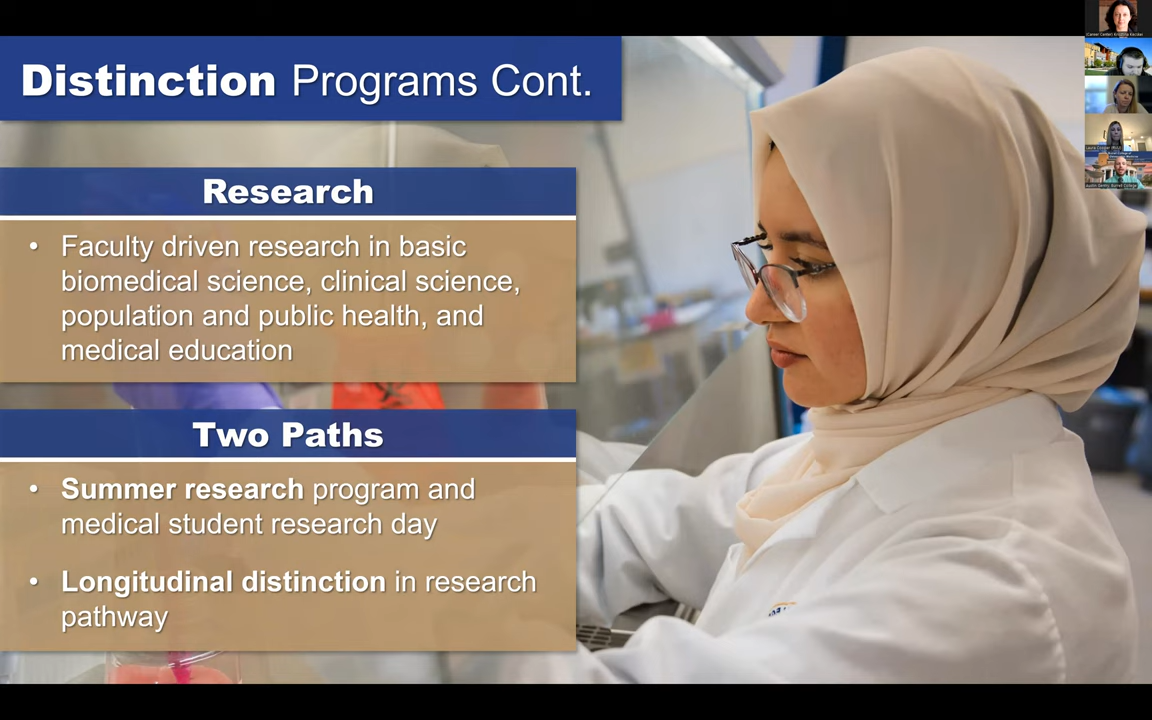 Distinction Programs Cont.
Research
• Faculty driven research in basic
biomedical science, clinical science,
population and public health, and
medical education
Two Paths
• Summer research program and
medical student research day
• Longitudinal distinction in research
pathway